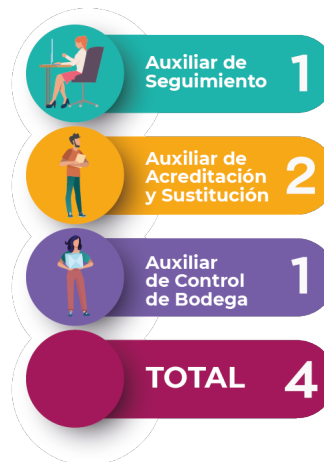 Auxiliar de
Seguimiento 1
Auxiliar de
Acreditación
y Sustitución 2
Auxiliar
de Control
de Bodega 1
TOTAL 4